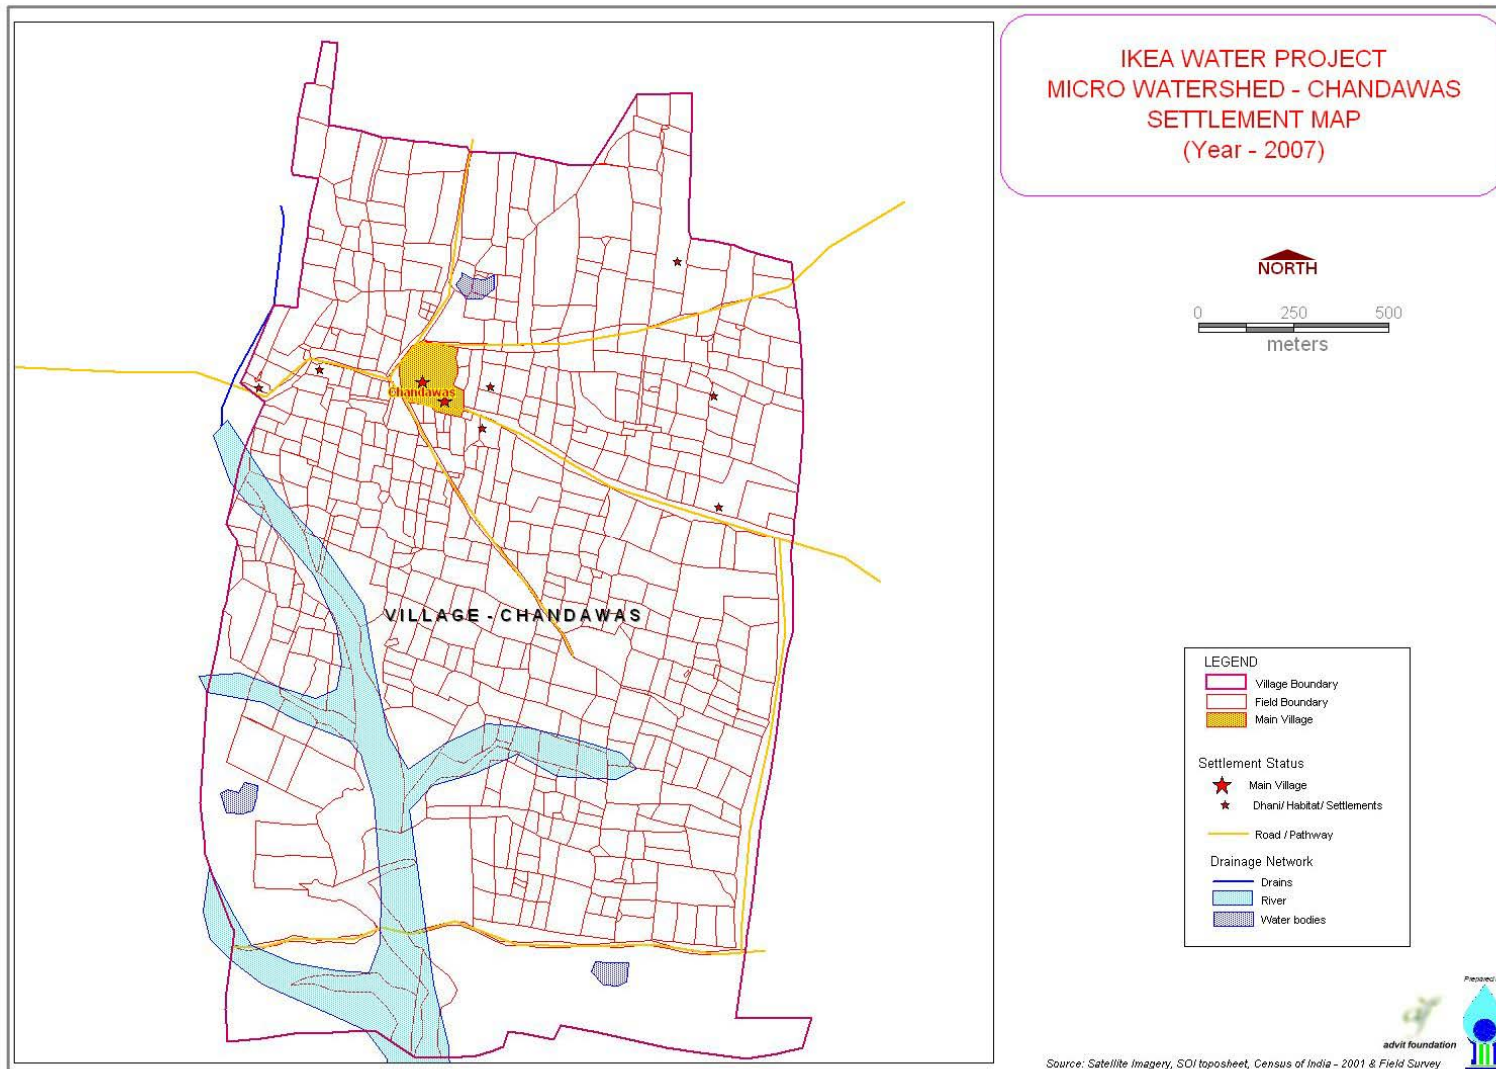 IKEA WATER PROJECT
MICRO WATERSHED - CHANDAWAS
SETTLEMENT MAP
(Year - 2007)
NORTH
0 250 500
meters
Chandawas
VILLAGE - CHANDAWAS
LEGEND
Village Boundary
Field Boundary
Main Village
Settlement Status
Main Village
Dhani/ Habitat/ Settlements
Road / Pathway
Drainage Network
Drains
River
Water bodies
Prepared
advit foundation
Source: Satellite Imagery, SOI toposheet, Census of India - 2001 & Field Survey